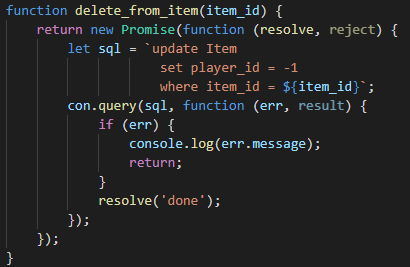 function delete_from_item(item_id) {
    return new Promise(function (resolve, reject) {
        let sql = `update Item
                    set player_id = -1
                    where item_id = ${item_id}`;
        con.query(sql, function (err, result) {
            if (err) {
                console.log(err.message);
                return;
            }
            resolve('done');
        });
    });
}